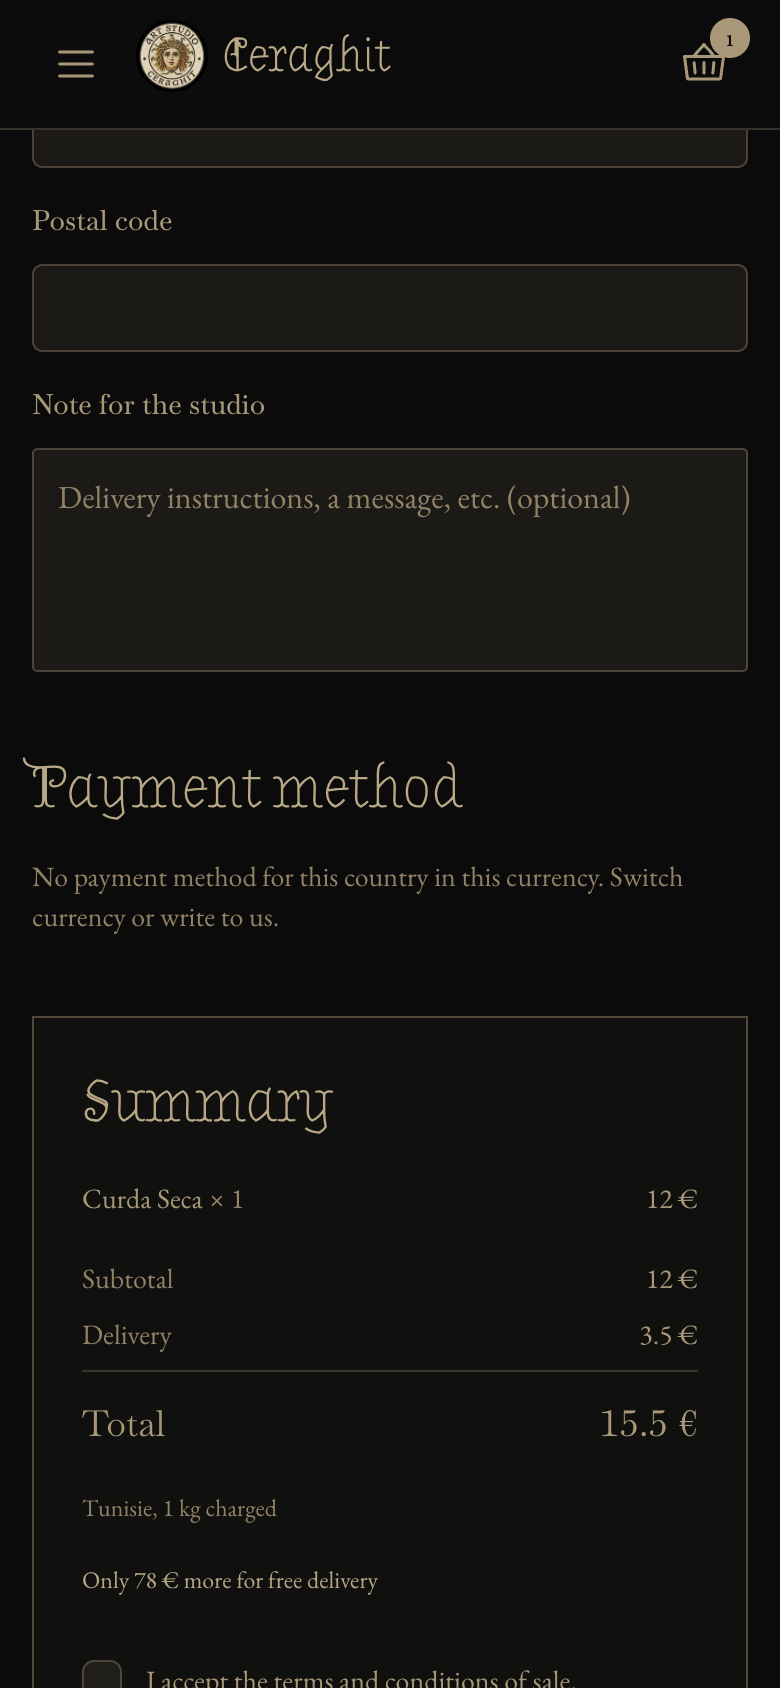 ART STUDIO
CERAGHIT
Ceraghit
1
Postal code
Note for the studio
Delivery instructions, a message, etc. (optional)
Payment method
No payment method for this country in this currency. Switch
currency or write to us.
Summary
Curda Seca × 1 12 €
Subtotal 12 €
Delivery 3.5 €
Total 15.5 €
Tunisie, 1 kg charged
Only 78 € more for free delivery
I accept the terms and conditions of sale.